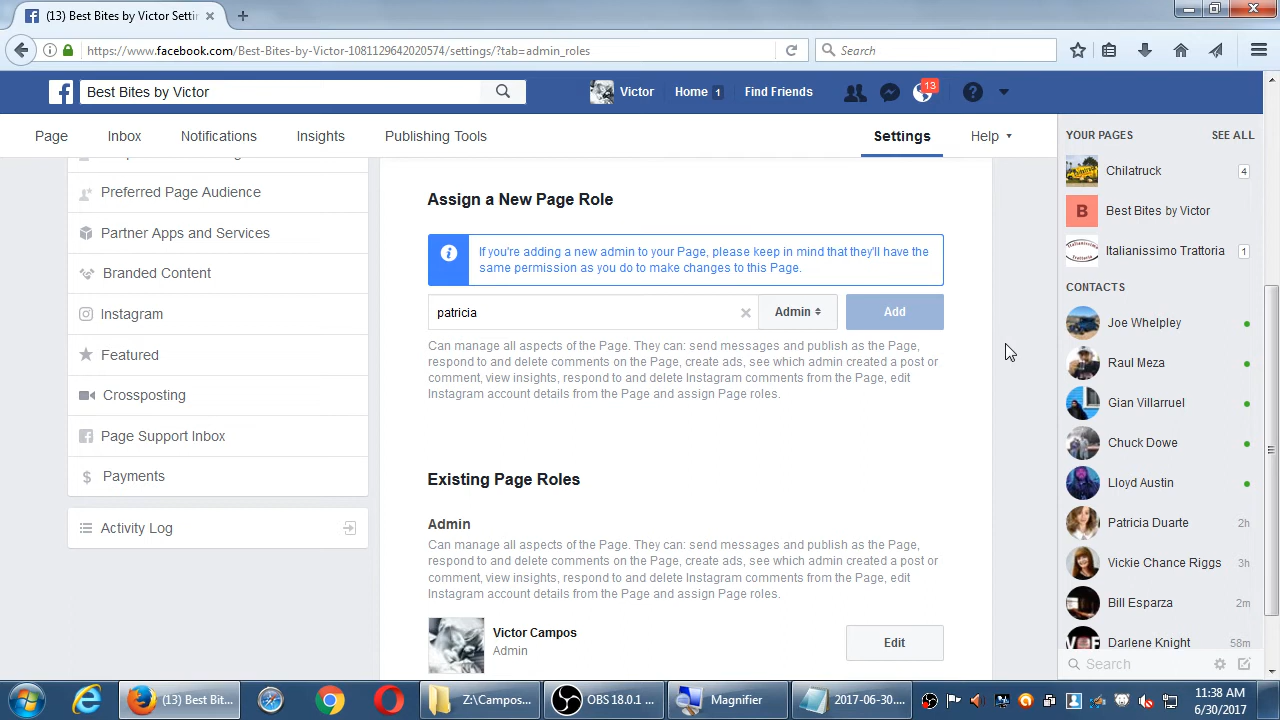 (13) Best Bites by Victor Setti
https://www.facebook.com/Best-Bites-by-Victor-1081129642020574/settings/?tab=admin_roles
Search
Best Bites by Victor
Victor
Home 1
Find Friends
13
Page
Inbox
Notifications
Insights
Publishing Tools
Settings
Help
Preferred Page Audience
Partner Apps and Services
Branded Content
Instagram
Featured
Crossposting
Page Support Inbox
Payments
Activity Log
Assign a New Page Role
If you're adding a new admin to your Page, please keep in mind that they'll have the
same permission as you do to make changes to this Page.
patricia
Admin
Add
Can manage all aspects of the Page. They can: send messages and publish as the Page,
respond to and delete comments on the Page, create ads, see which admin created a post or
comment, view insights, respond to and delete Instagram comments from the Page, edit
Instagram account details from the Page and assign Page roles.
Existing Page Roles
Admin
Can manage all aspects of the Page. They can: send messages and publish as the Page,
respond to and delete comments on the Page, create ads, see which admin created a post or
comment, view insights, respond to and delete Instagram comments from the Page, edit
Instagram account details from the Page and assign Page roles.
Victor Campos
Admin
Edit
YOUR PAGES
SEE ALL
Chilatruck 4
B Best Bites by Victor
Italianissimo Trattoria 1
CONTACTS
Joe Whelpley
Raul Meza
Gian Villarruel
Chuck Dowe
Lloyd Austin
Patricia Duarte 2h
Vickie Chance Riggs 3h
Bill Esparza 2m
Darlene Knight 58m
Search
(13) Best Bit...
Z:\Campos...
OBS 18.0.1 ...
Magnifier
2017-06-30....
11:38 AM
6/30/2017